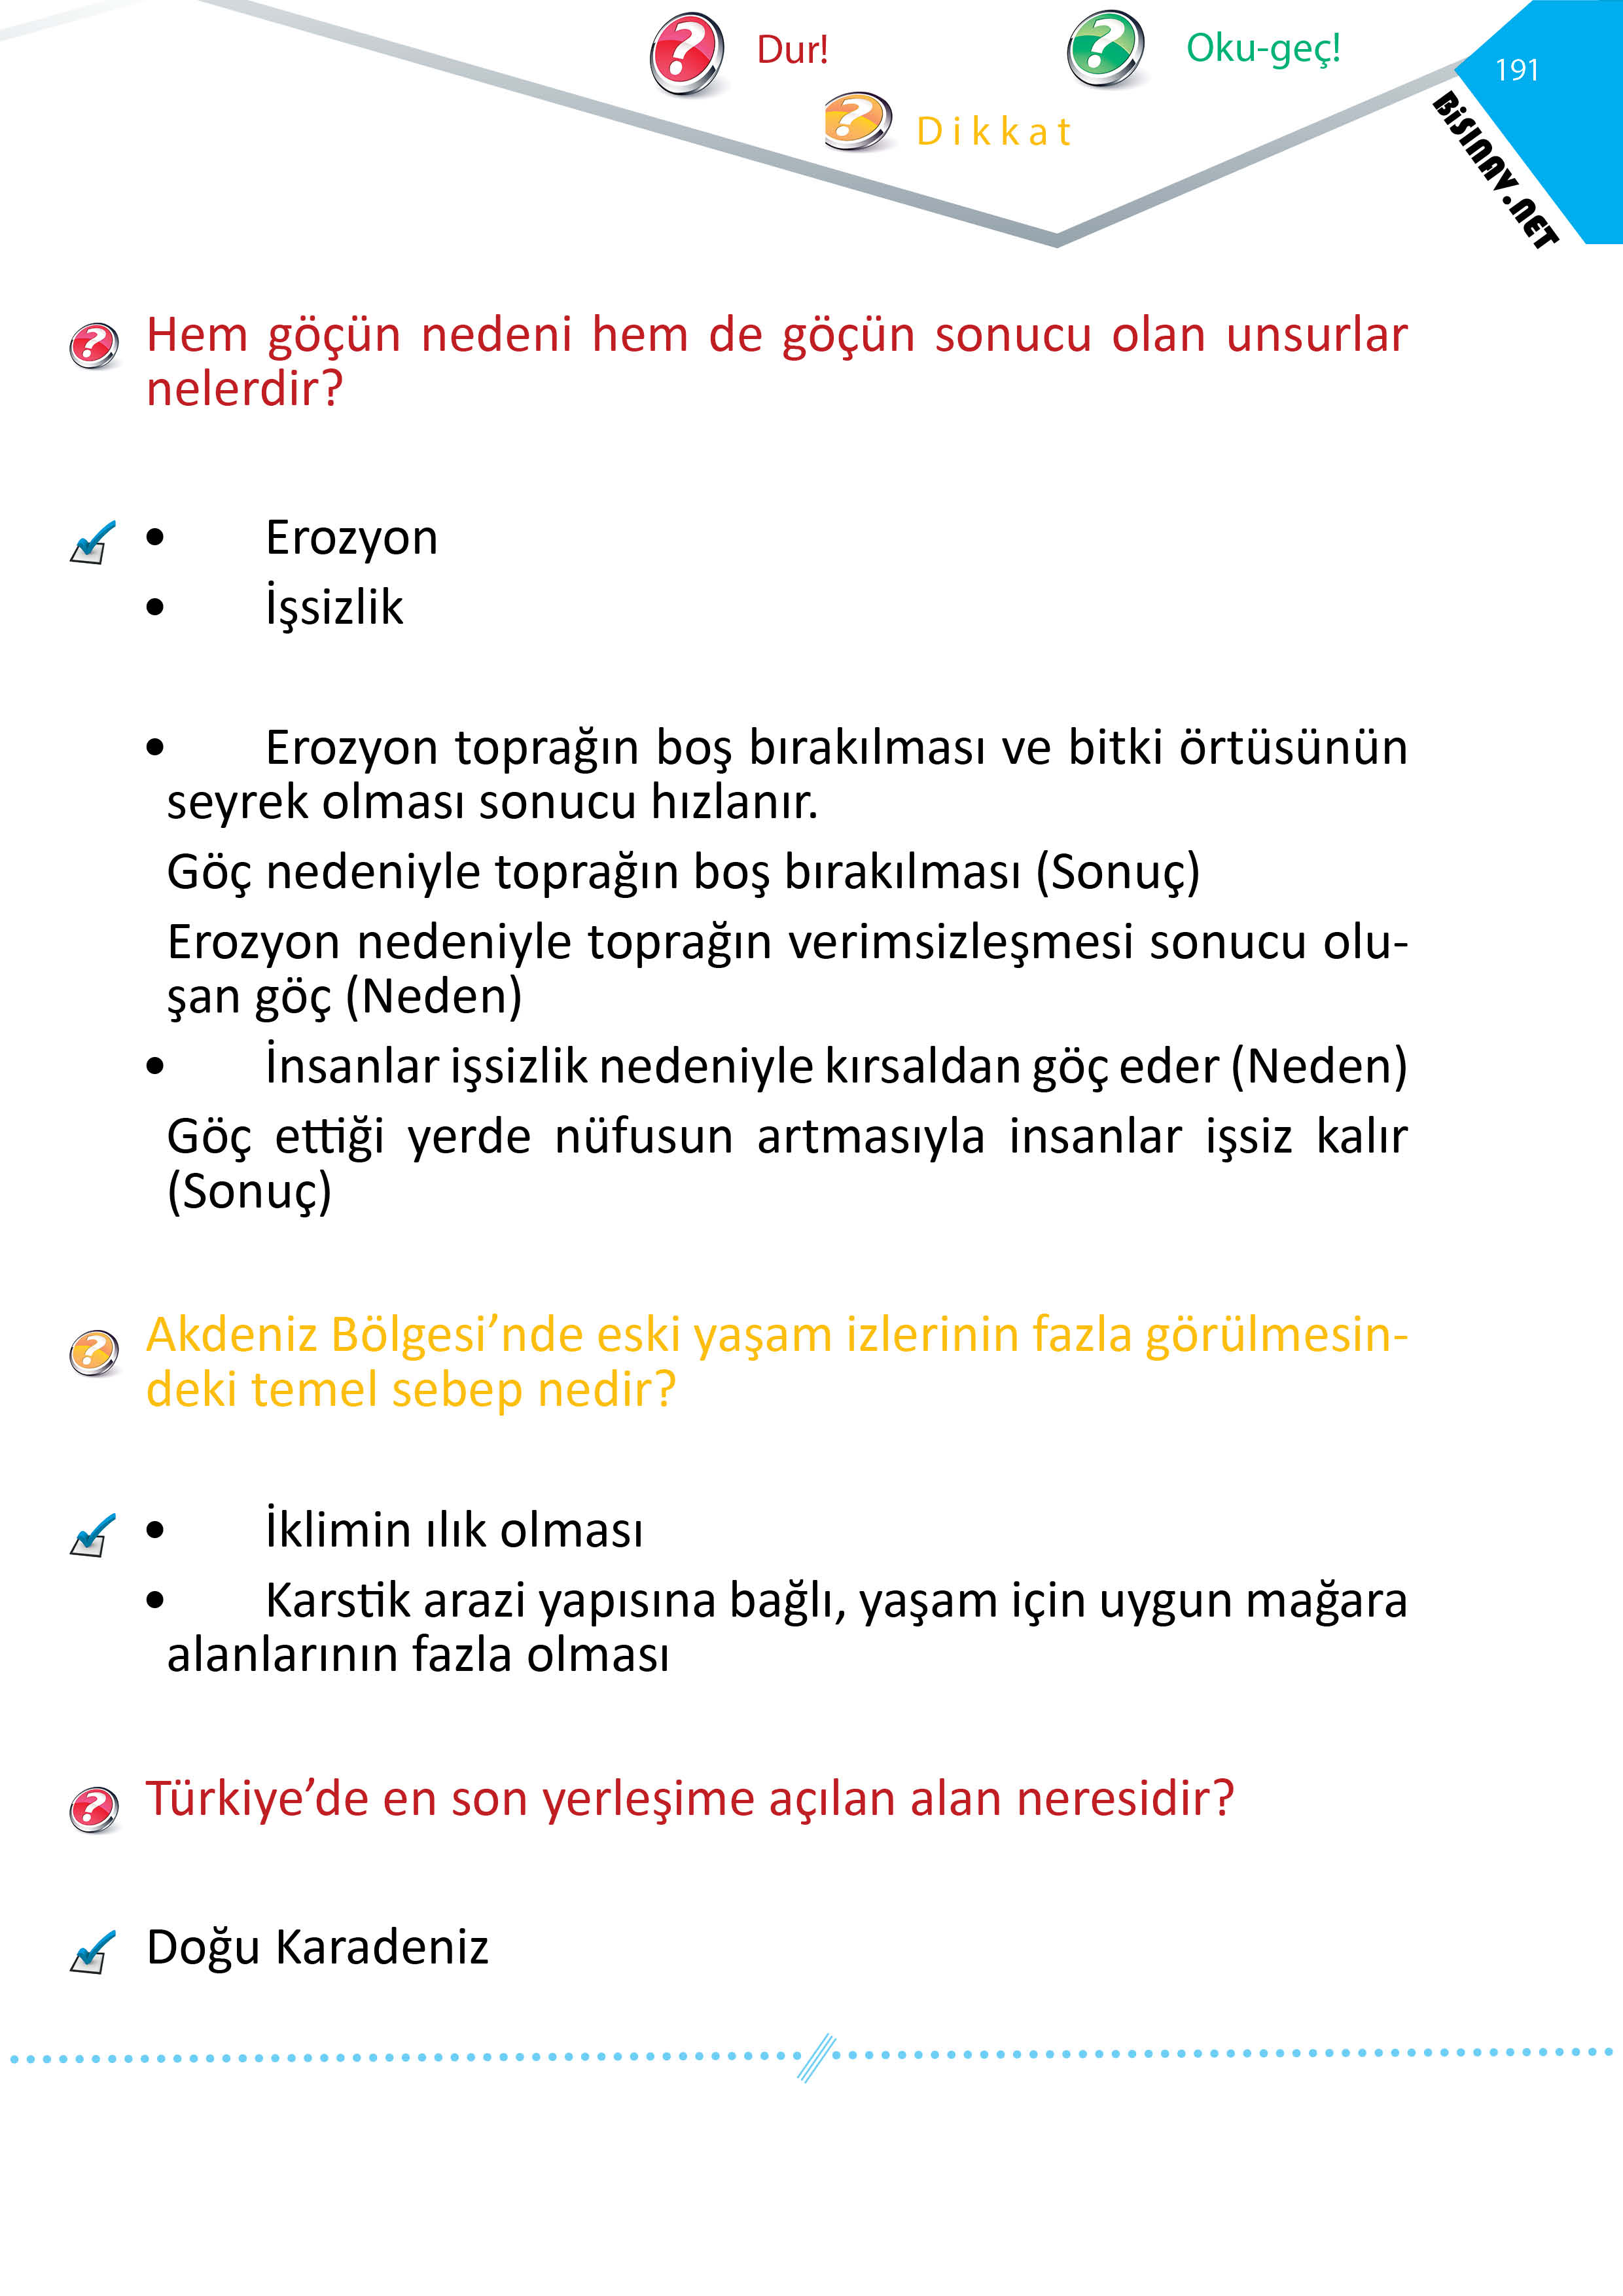 Dur!
Oku-geç!
Dikkat
191
BiSINAV.NET
Hem göçün nedeni hem de göçün sonucu olan unsurlar
nelerdir?
• Erozyon
• İşsizlik
• Erozyon toprağın boş bırakılması ve bitki örtüsünün
seyrek olması sonucu hızlanır.
Göç nedeniyle toprağın boş bırakılması (Sonuç)
Erozyon nedeniyle toprağın verimsizleşmesi sonucu olu-
şan göç (Neden)
• İnsanlar işsizlik nedeniyle kırsaldan göç eder (Neden)
Göç ettiği yerde nüfusun artmasıyla insanlar işsiz kalır
(Sonuç)
Akdeniz Bölgesi’nde eski yaşam izlerinin fazla görülmesin-
deki temel sebep nedir?
• İklimin ılık olması
• Karstik arazi yapısına bağlı, yaşam için uygun mağara
alanlarının fazla olması
Türkiye’de en son yerleşime açılan alan neresidir?
Doğu Karadeniz